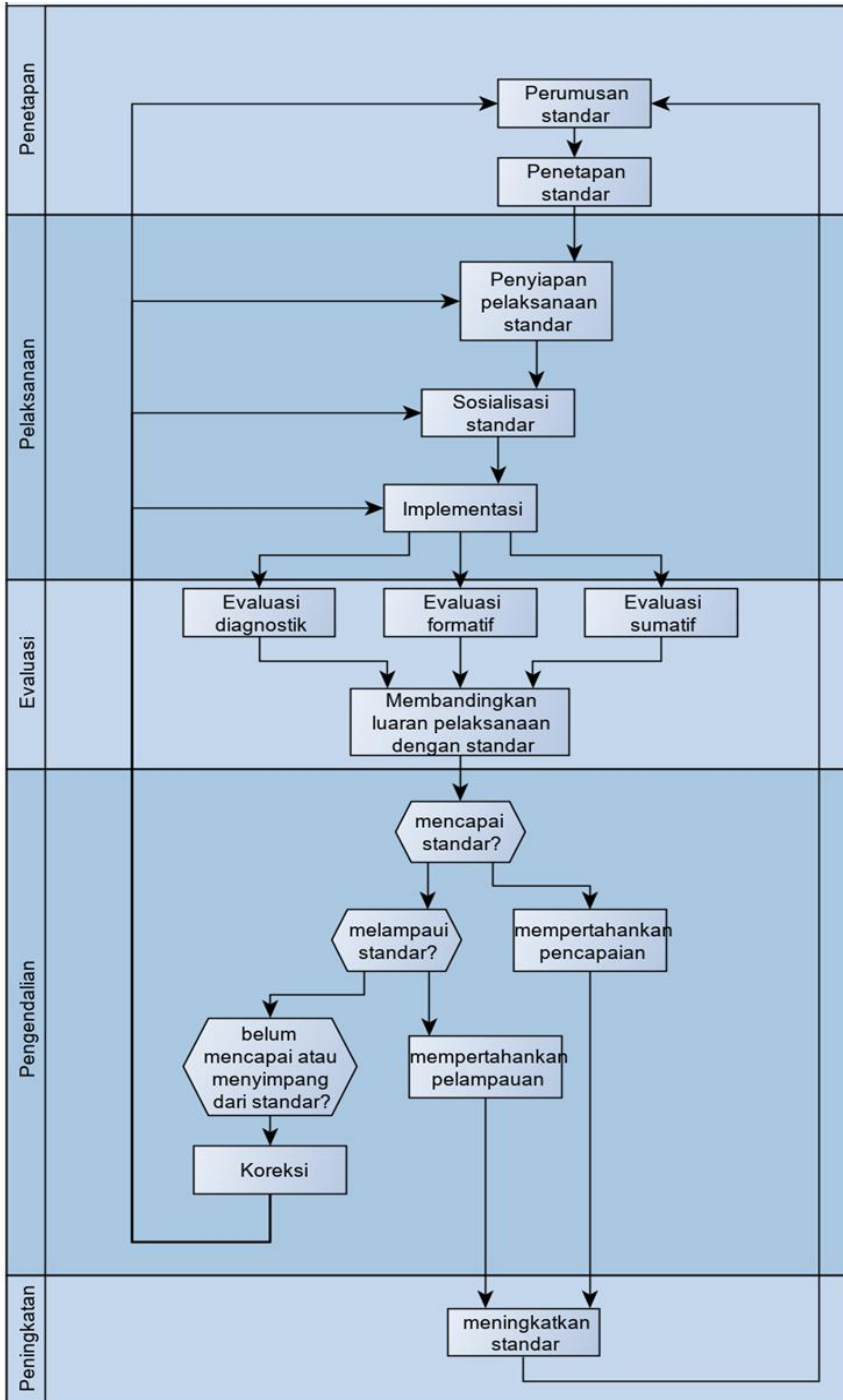 Penetapan
Perumusan
standar
Penetapan
standar
Pelaksanaan
Penyiapan
pelaksanaan
standar
Sosialisasi
standar
Implementasi
Evaluasi
Evaluasi
diagnostik
Evaluasi
formatif
Evaluasi
sumatif
Membandingkan
luaran pelaksanaan
dengan standar
Pengendalian
mencapai
standar?
melampaui
standar?
mempertahankan
pencapaian
belum
mencapai atau
menyimpang
dari standar?
mempertahankan
pelampauan
Koreksi
Peningkatan
meningkatkan
standar